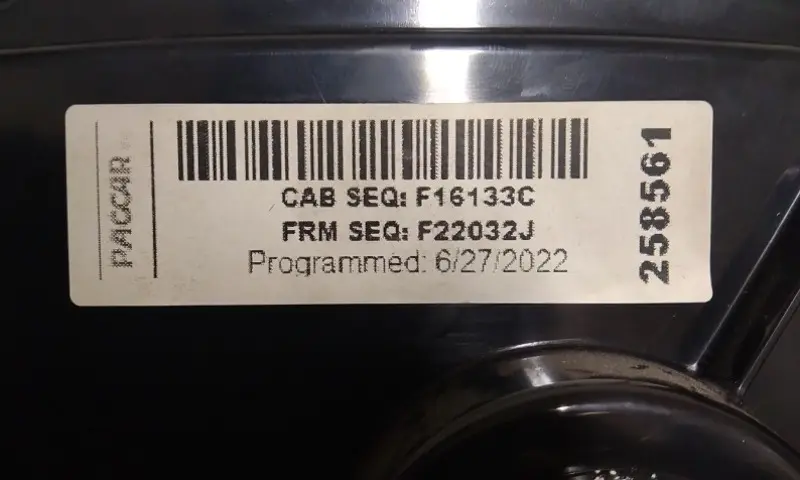 PACCAR
CAB SEQ: F16133C
FRM SEQ: F22032J
Programmed: 6/27/2022
258561